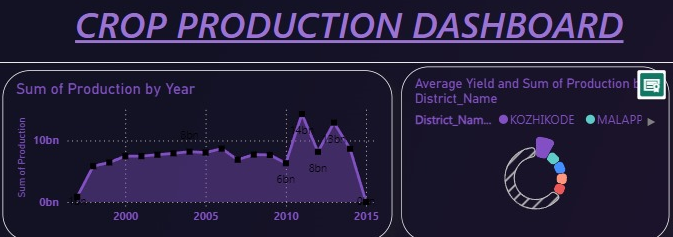 CROP PRODUCTION DASHBOARD
Sum of Production by Year
Sum of Production
10bn
0bn
6bn
8bn
2000
2005
2010
2015
Average Yield and Sum of Production
District_Name
District_Nam...
KOZHIKODE
MALAPP